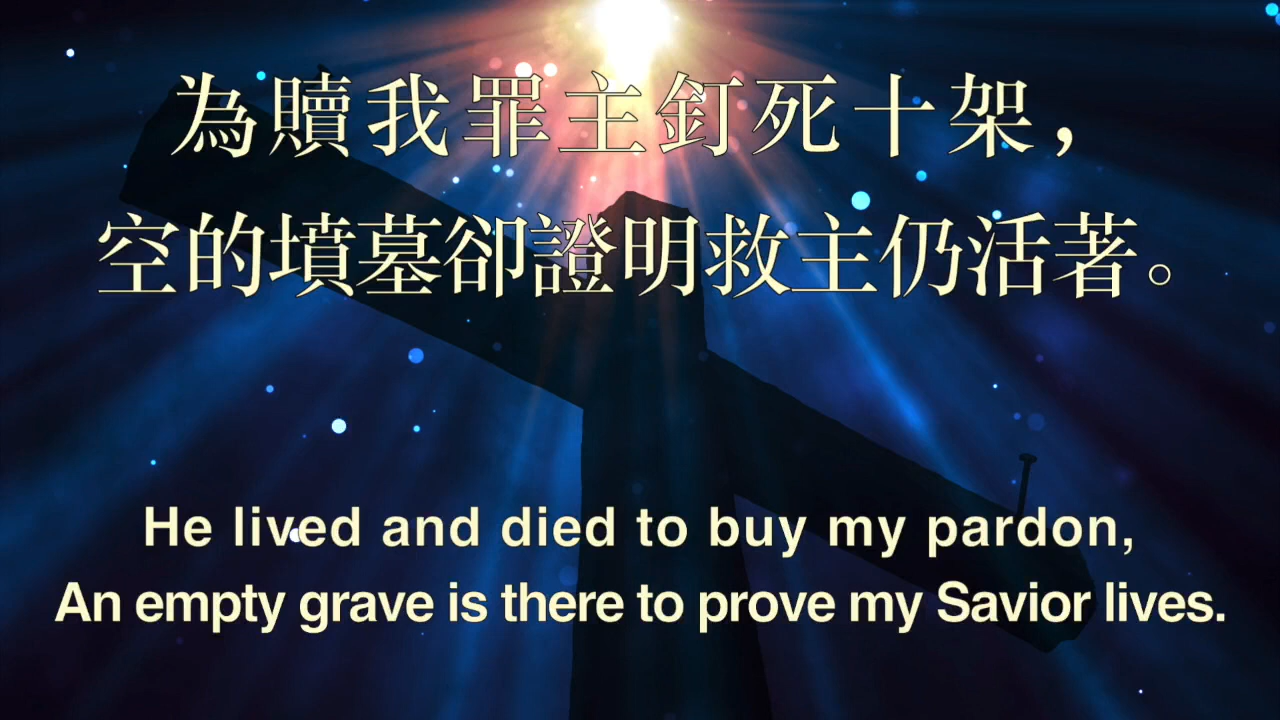 為贖我罪主釘死十架，
空的墳墓卻證明救主仍活著。
He lived and died to buy my pardon,
An empty grave is there to prove my Savior lives.